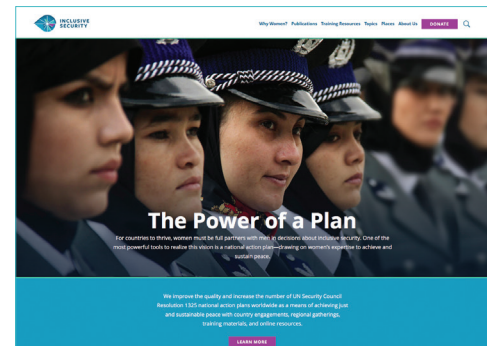 INCLUSIVE
SECURITY
Why Women? Publications Training Resources Topics Places About Us DONATE
The Power of a Plan
For countries to thrive, women must be full partners with men in decisions about inclusive security. One of the
most powerful tools to realize this vision is a national action plan—drawing on women's expertise to achieve and
sustain peace.
We improve the quality and increase the number of UN Security Council
Resolution 1325 national action plans worldwide as a means of achieving just
and sustainable peace with country engagements, regional gatherings,
training materials, and online resources.
LEARN MORE